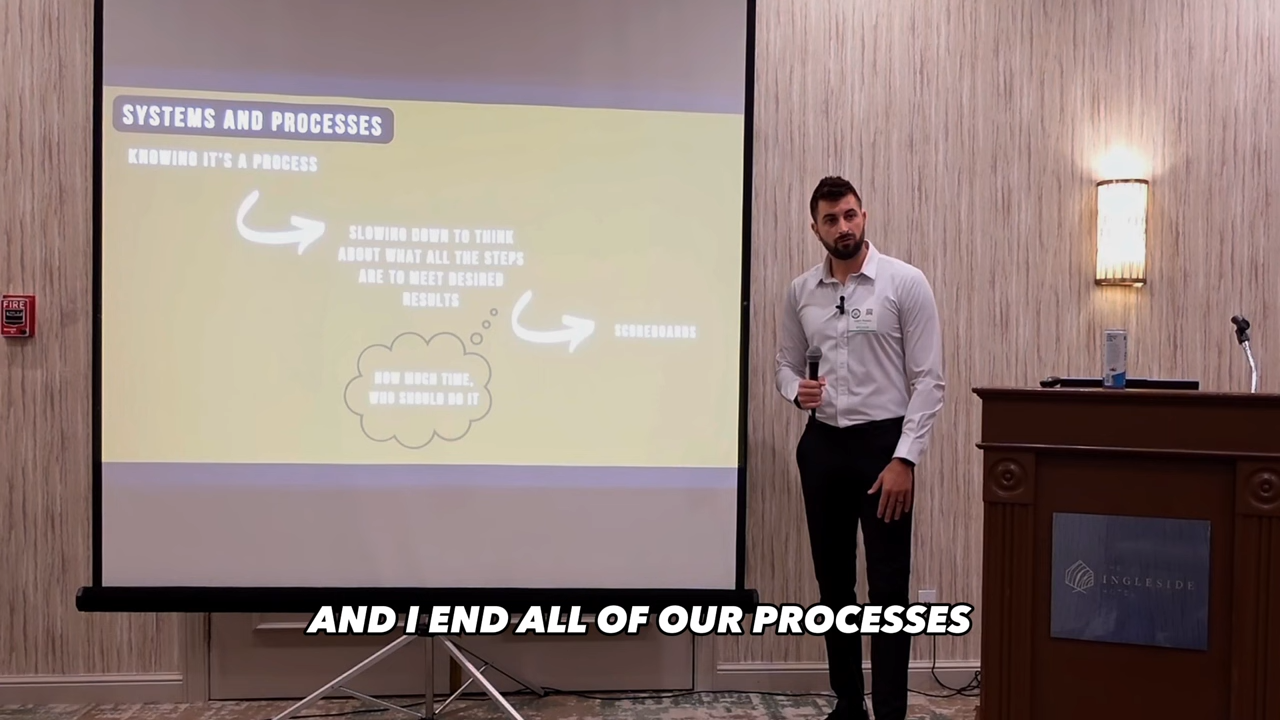 SYSTEMS AND PROCESSES
KNOWING IT'S A PROCESS
SLOWING DOWN TO THINK
ABOUT WHAT ALL THE STEPS
ARE TO MEET DESIRED
RESULTS
SCOREBOARDS
HOW MUCH TIME,
WHO SHOULD DO IT
FIRE
INGLESIDE
AND I END ALL OF OUR PROCESSES